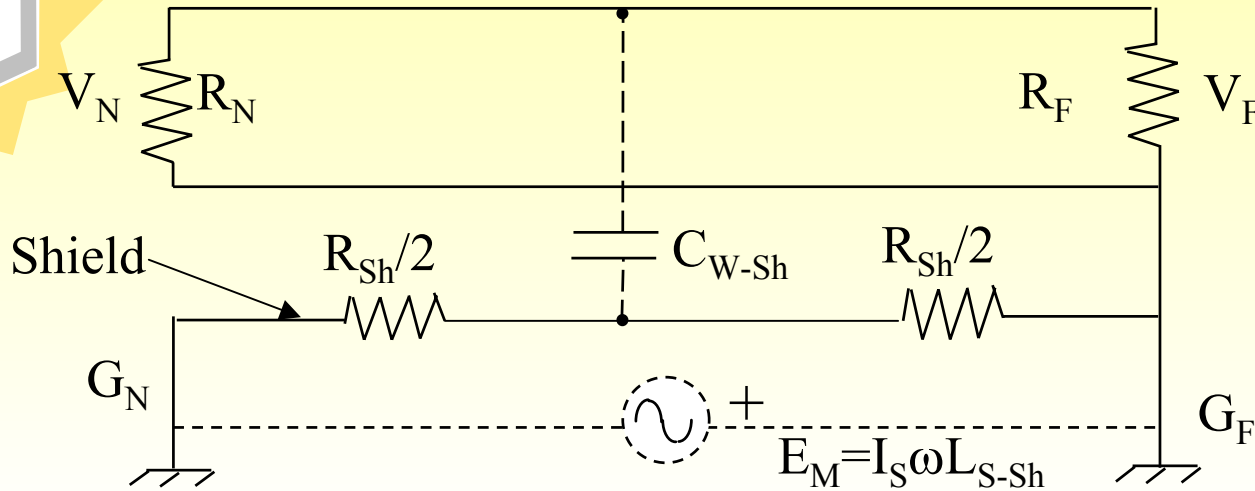 V_N R_N R_F V_F
Shield R_Sh/2 C_W-Sh R_Sh/2
G_N + G_F
E_M=I_SωL_S-Sh